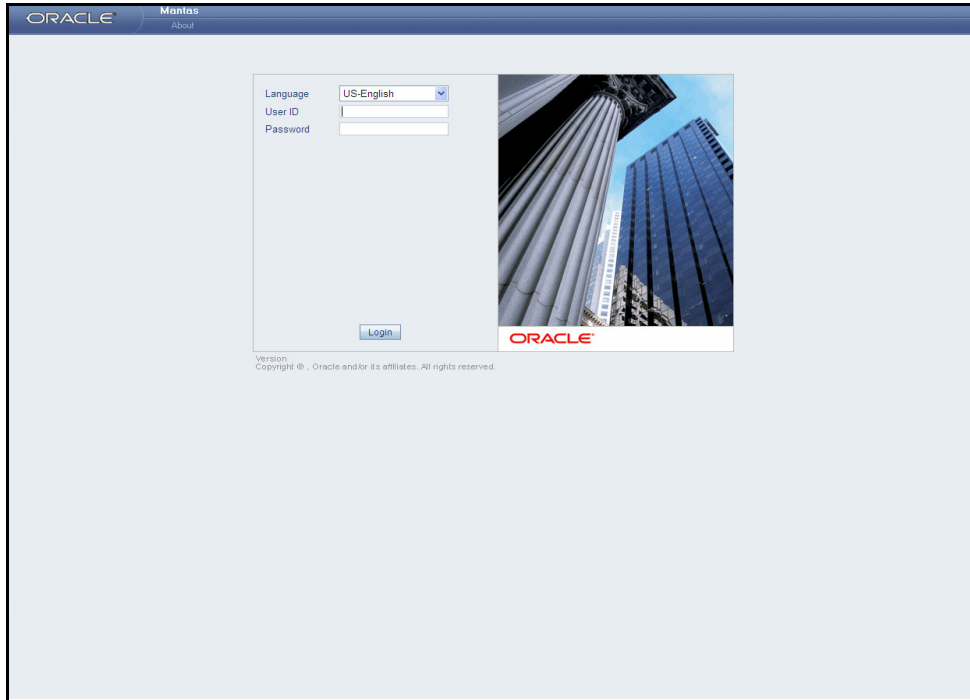 ORACLE
Mantas
About
Language US-English
User ID
Password
Login
ORACLE
Version
Copyright © , Oracle and/or its affiliates. All rights reserved.